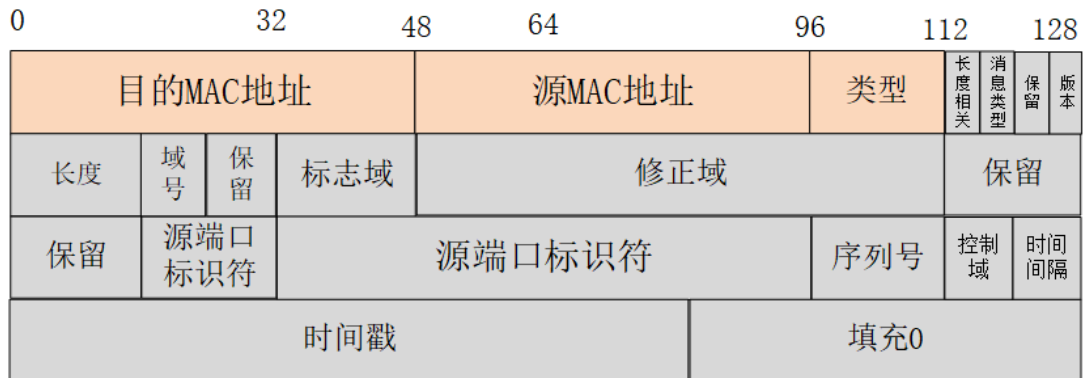 0 32 48 64 96 112 128
目的MAC地址 源MAC地址 类型 长度相关 消息类型 保留 版本
长度 域号 保留 标志域 修正域 保留
保留 源端口标识符 源端口标识符 序列号 控制域 时间间隔
时间戳 填充0